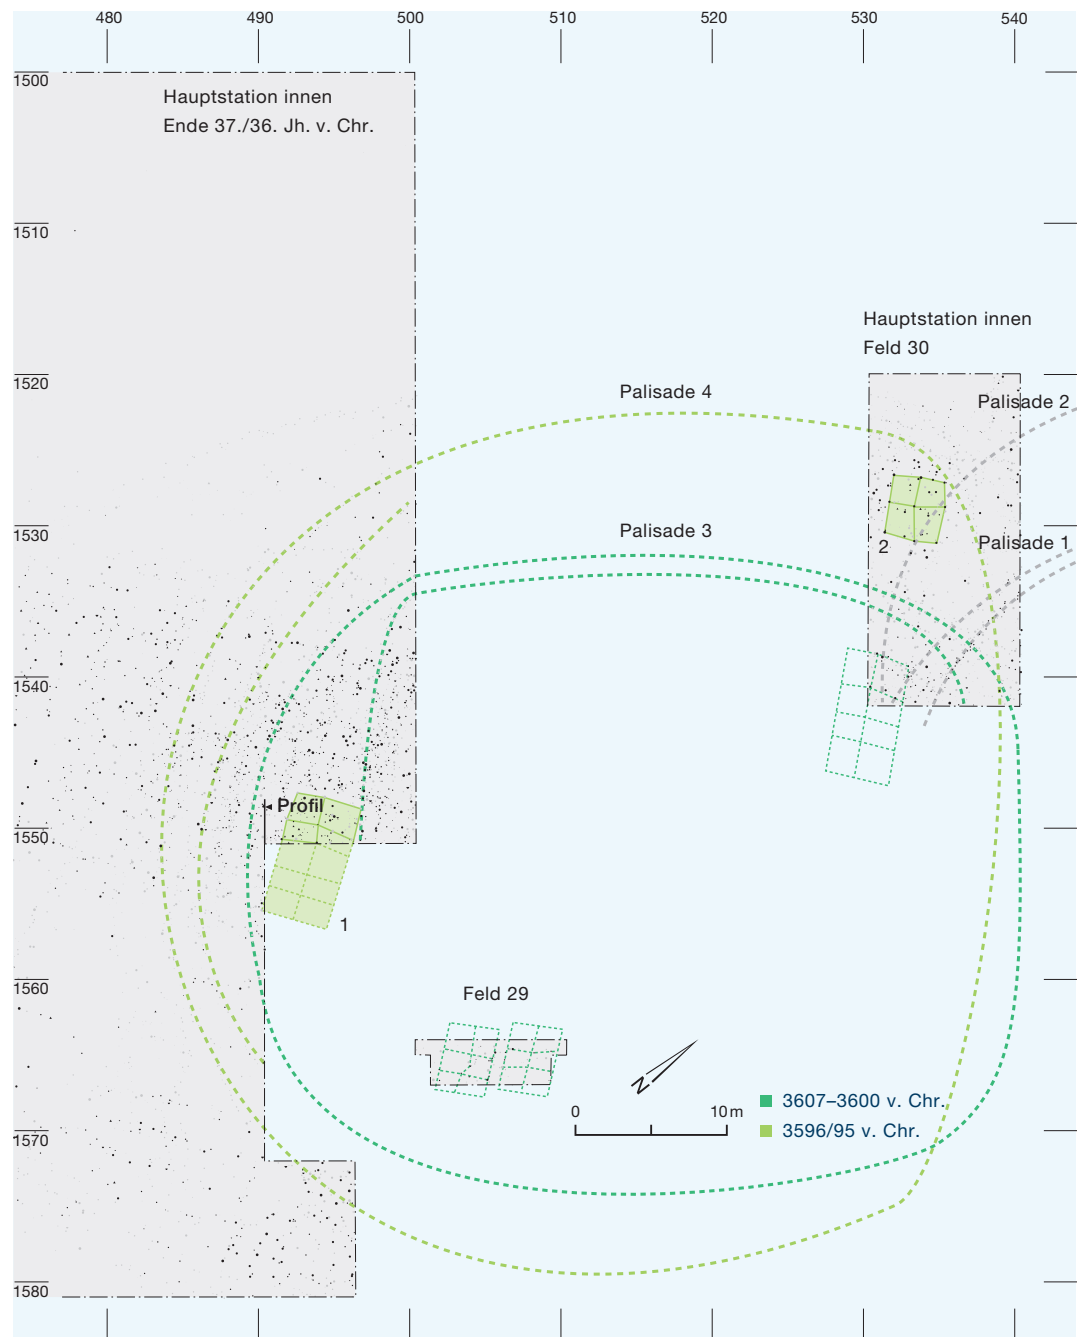 480 490 500 510 520 530 540
1500
Hauptstation innen
Ende 37./36. Jh. v. Chr.
1510
Hauptstation innen
Feld 30
1520
Palisade 4
Palisade 2
1530
Palisade 3
2
Palisade 1
1540
Profil
1550
1
1560
Feld 29
N
0 10 m
3607–3600 v. Chr.
3596/95 v. Chr.
1570
1580